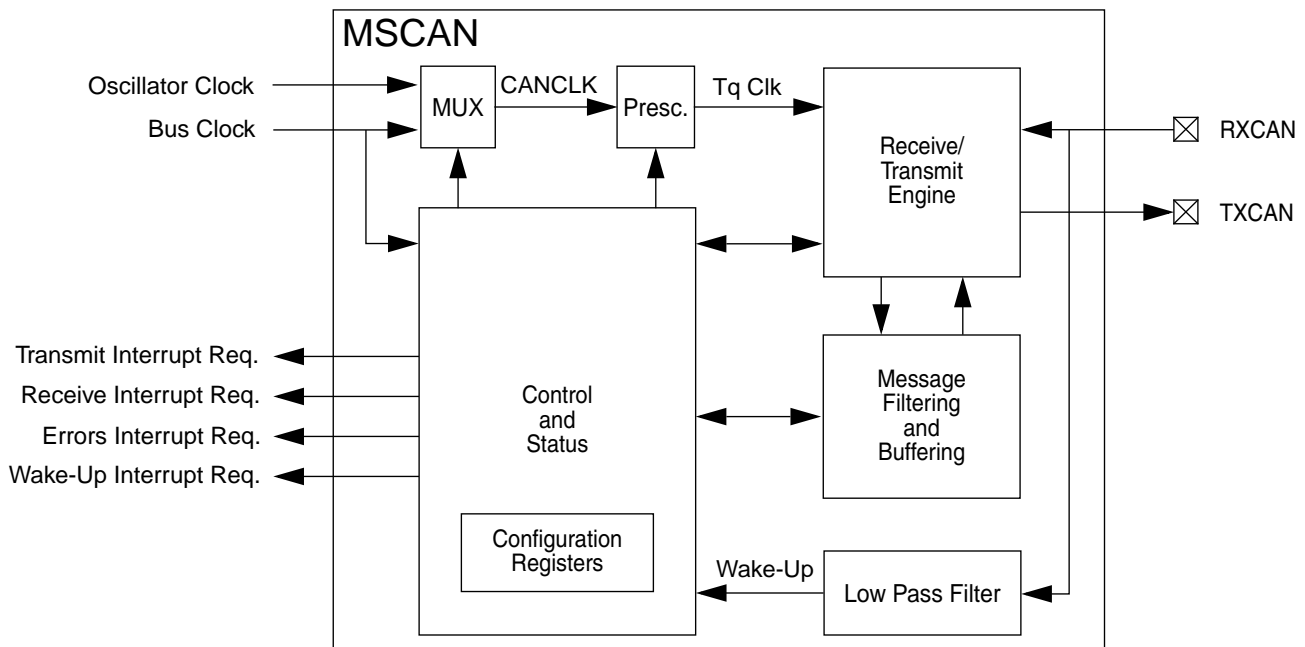 MSCAN
Oscillator Clock
Bus Clock
MUX
CANCLK
Presc.
Tq Clk
Receive/
Transmit
Engine
RXCAN
TXCAN
Transmit Interrupt Req.
Receive Interrupt Req.
Errors Interrupt Req.
Wake-Up Interrupt Req.
Control
and
Status
Message
Filtering
and
Buffering
Configuration
Registers
Wake-Up
Low Pass Filter